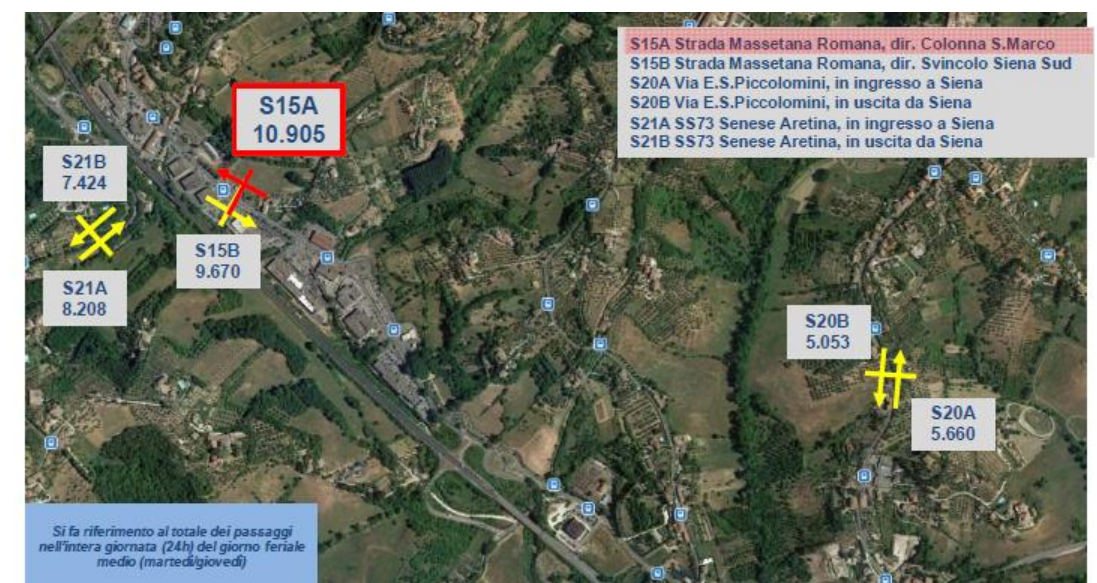 S15A Strada Massetana Romana, dir. Colonna S.Marco
S15B Strada Massetana Romana, dir. Svincolo Siena Sud
S20A Via E.S.Piccolomini, in ingresso a Siena
S20B Via E.S.Piccolomini, in uscita da Siena
S21A SS73 Senese Aretina, in ingresso a Siena
S21B SS73 Senese Aretina, in uscita da Siena
S15A
10.905
S21B
7.424
S15B
9.670
S21A
8.208
S20B
5.053
S20A
5.660
Si fa riferimento al totale dei passaggi
nell'intera giornata (24h) del giorno feriale
medio (martedì/giovedì)